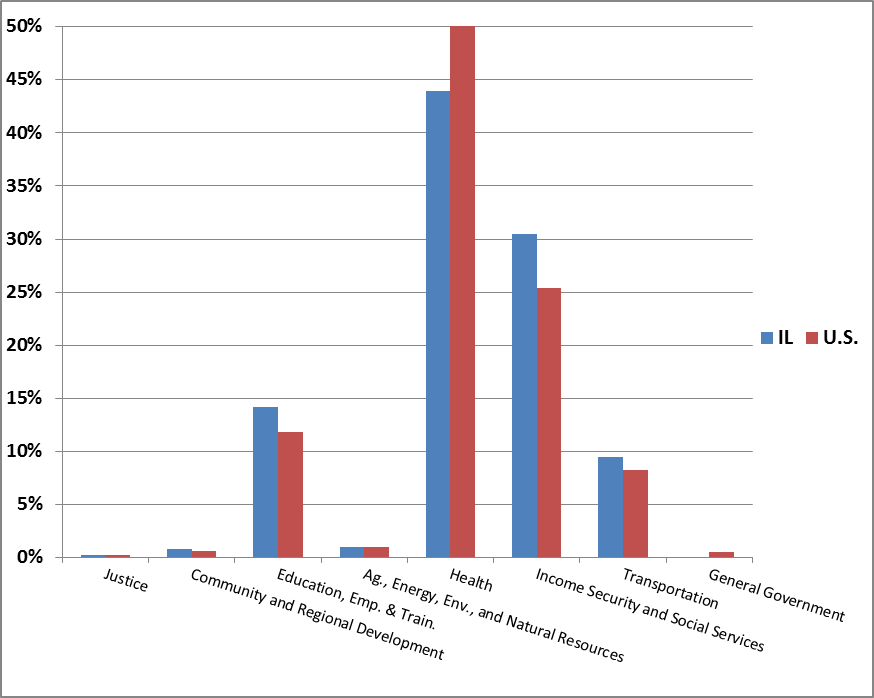 50%
45%
40%
35%
30%
25%
20%
15%
10%
5%
0%
Justice
Community and Regional Development
Education, Emp. & Train.
Ag., Energy, Env., and Natural Resources
Health
Income Security and Social Services
Transportation
General Government
IL
U.S.